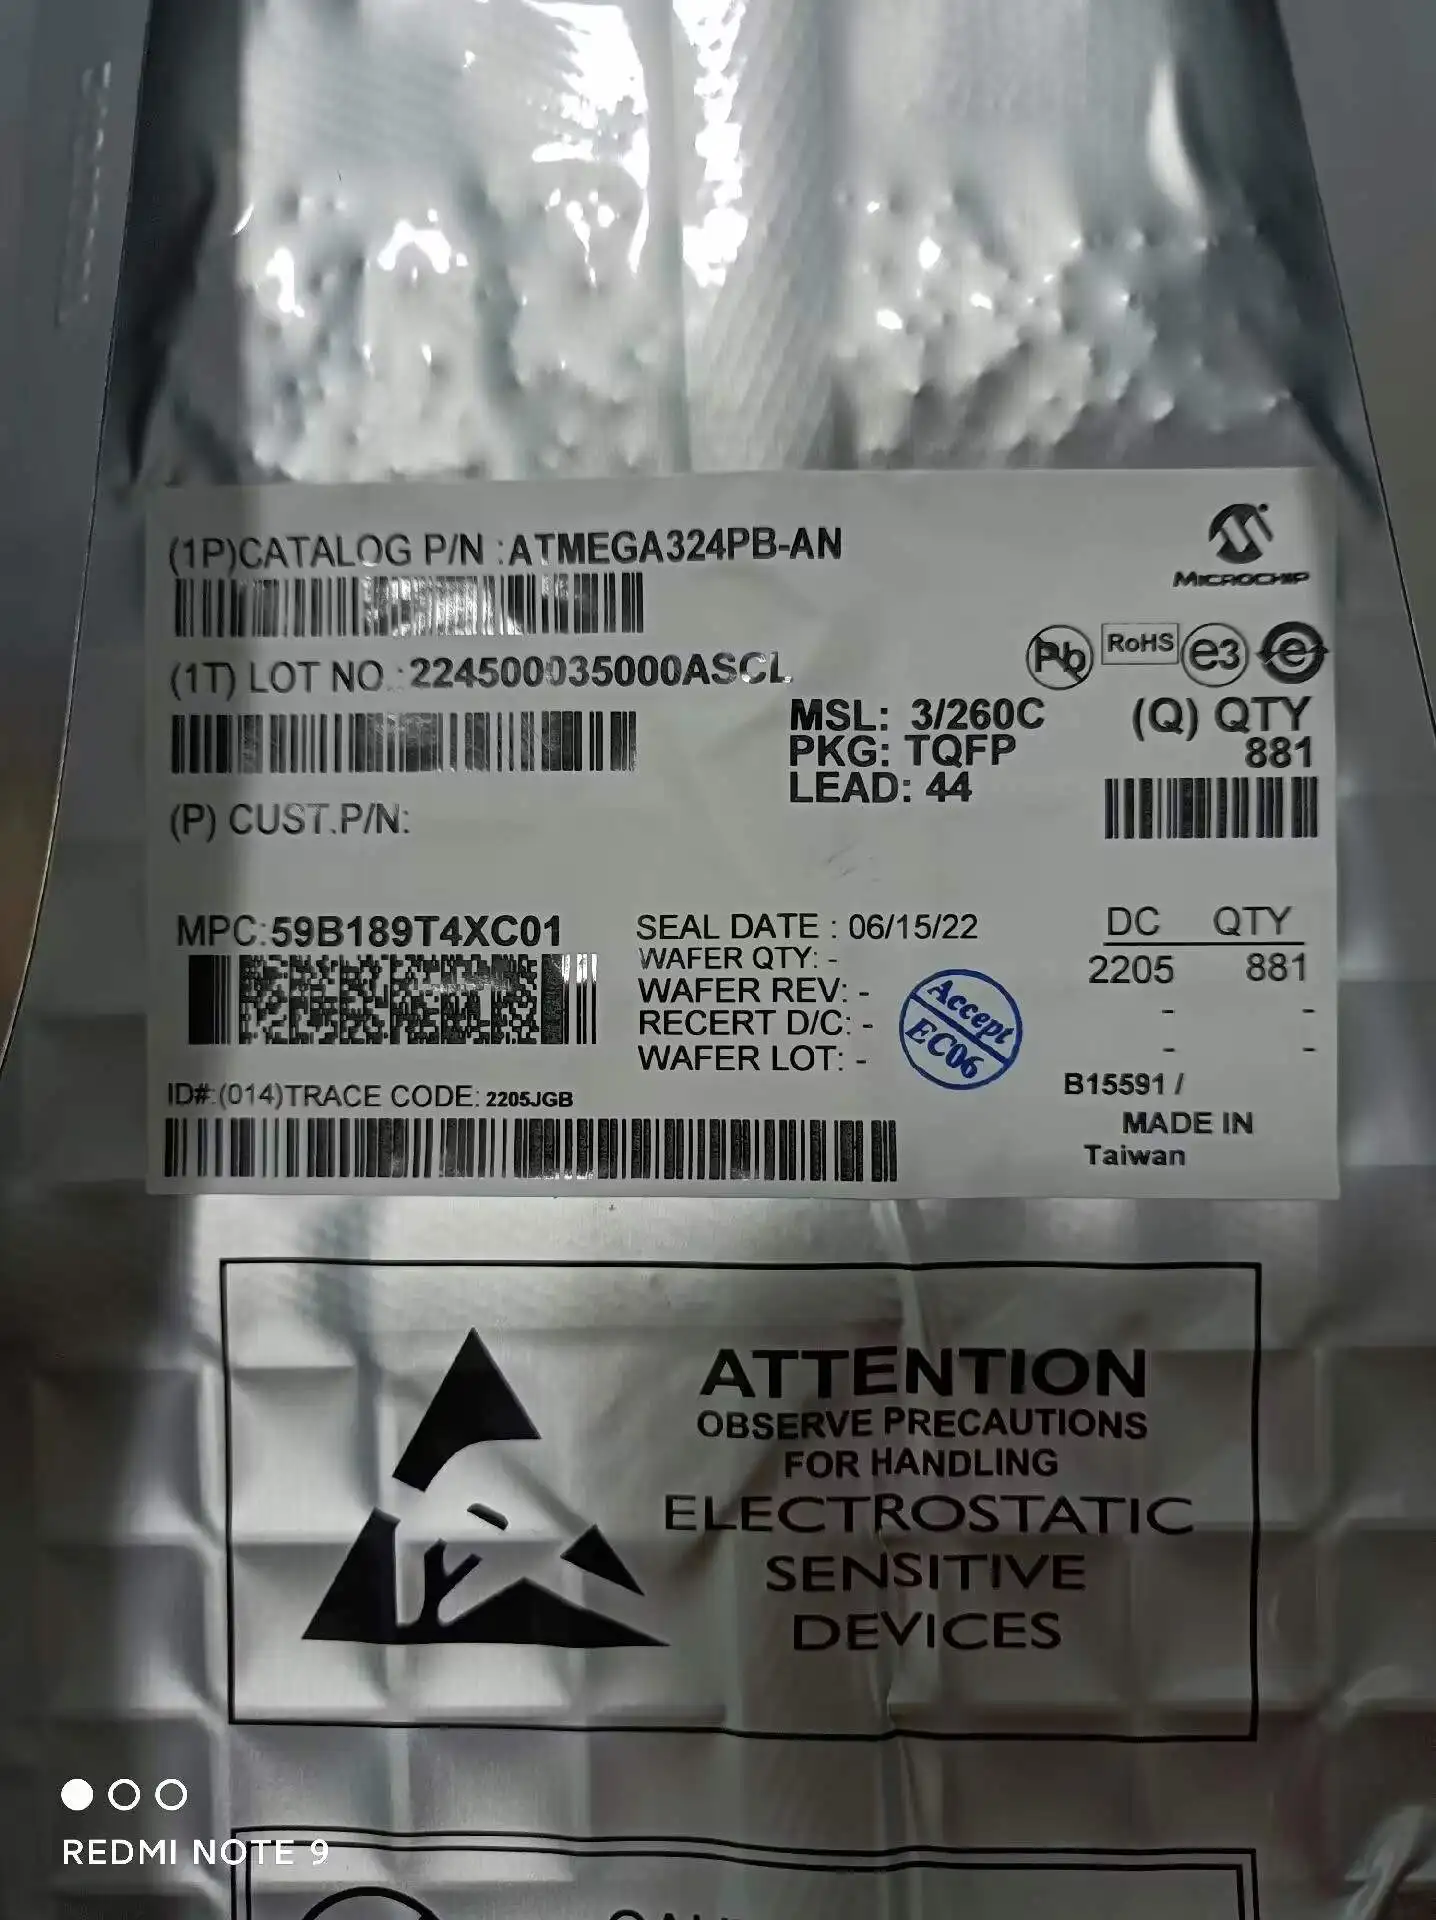 (1P)CATALOG P/N :ATMEGA324PB-AN
MICROCHIP
(1T) LOT NO.:224500035000ASCL
Pb
RoHS
e3
e
MSL: 3/260C
PKG: TQFP
LEAD: 44
(Q) QTY
881
(P) CUST.P/N:
MPC:59B189T4XC01
SEAL DATE : 06/15/22
WAFER QTY: -
WAFER REV: -
RECERT D/C: -
WAFER LOT: -
Accept
EC06
DC QTY
2205 881
- -
- -
B15591 /
MADE IN
Taiwan
ID#:(014)TRACE CODE: 2205JGB
ATTENTION
OBSERVE PRECAUTIONS
FOR HANDLING
ELECTROSTATIC
SENSITIVE
DEVICES
REDMI NOTE 9